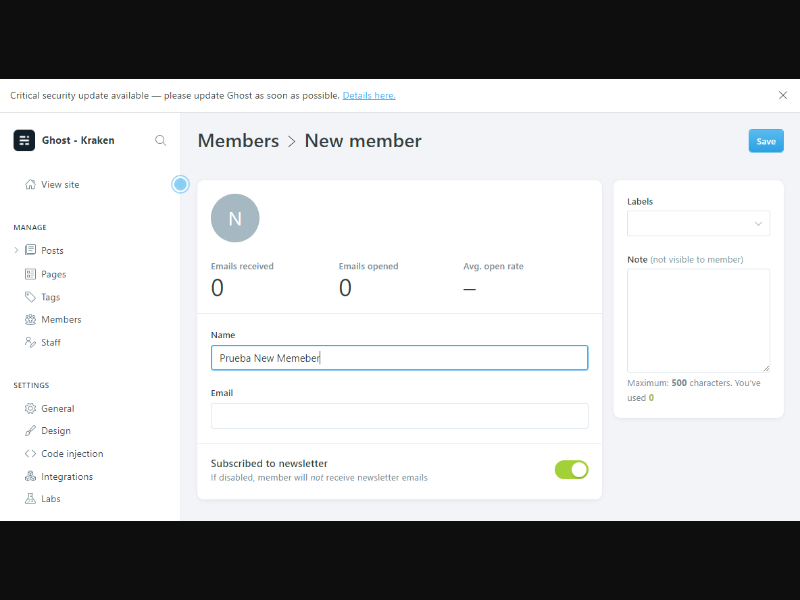 Critical security update available — please update Ghost as soon as possible. Details here.
Ghost - Kraken
Members > New member
Save
View site
MANAGE
Posts
Pages
Tags
Members
Staff
SETTINGS
General
Design
Code injection
Integrations
Labs
N
Emails received
Emails opened
Avg. open rate
0
0
—
Name
Prueba New Memeber
Email
Subscribed to newsletter
If disabled, member will not receive newsletter emails
Labels
Note (not visible to member)
Maximum: 500 characters. You've
used 0